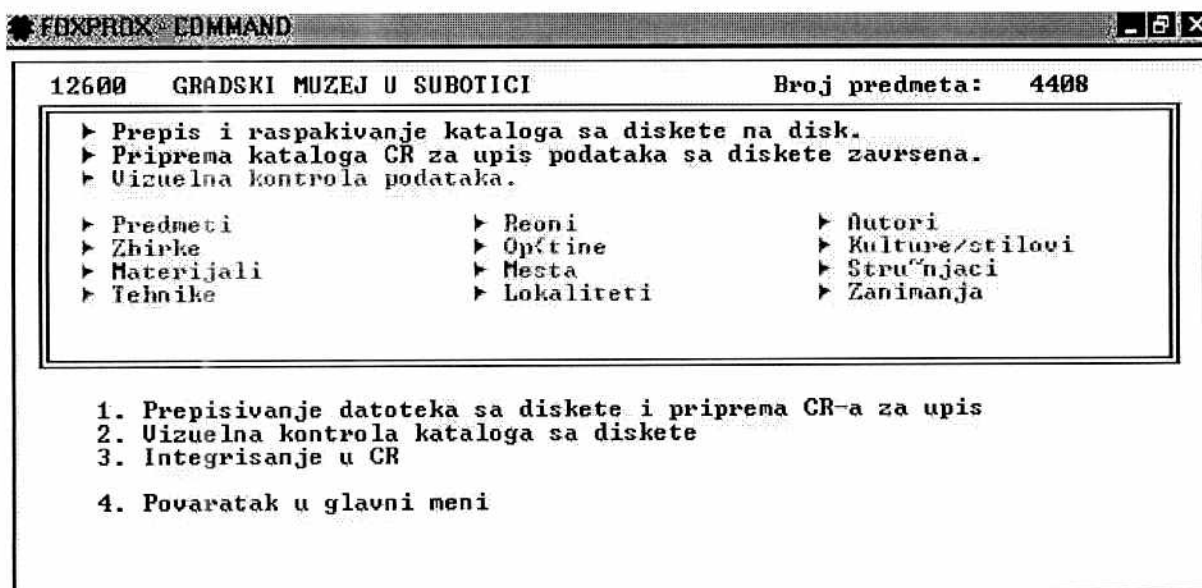 FOXPROX - COMMAND
12600 GRADSKI MUZEJ U SUBOTICI Broj predmeta: 4408
► Prepis i raspakivanje kataloga sa diskete na disk.
► Priprema kataloga CR za upis podataka sa diskete zavrsena.
► Vizuelna kontrola podataka.
► Predmeti ► Reoni ► Autori
► Zbirke ► Op{tine ► Kulture/stilovi
► Materijali ► Mesta ► Stru~njaci
► Tehnike ► Lokaliteti ► Zanimanja
1. Prepisivanje datoteka sa diskete i priprema CR-a za upis
2. Vizuelna kontrola kataloga sa diskete
3. Integrisanje u CR
4. Povaratak u glavni meni